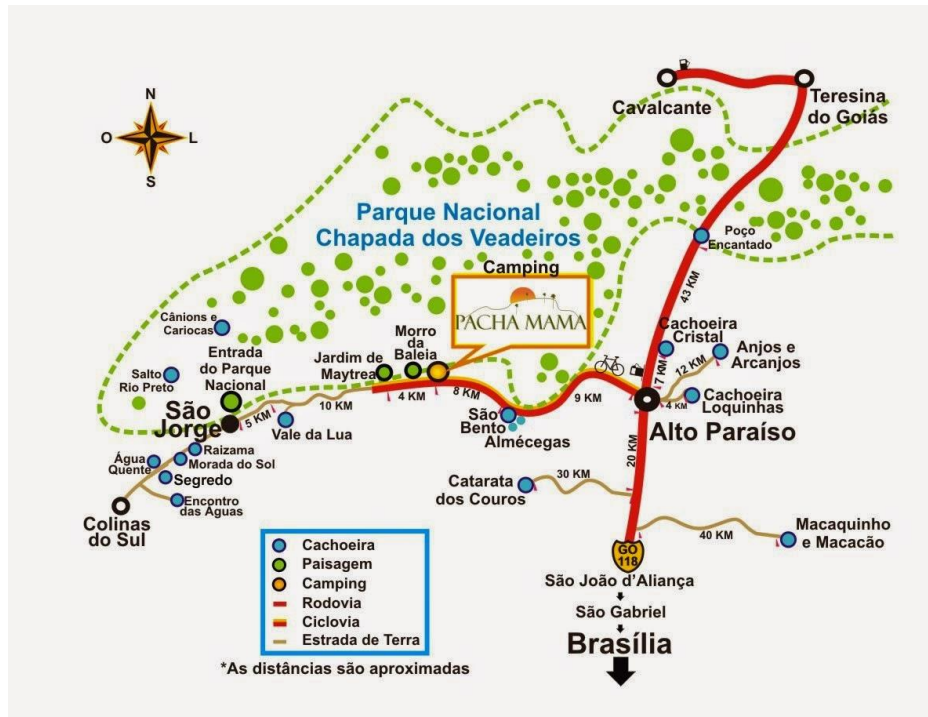 N
O
L
S
Cavalcante
Teresina
do Goiás
Parque Nacional
Chapada dos Veadeiros
Poço
Encantado
Camping
PACHA MAMA
43 KM
Cânions e
Cariocas
Morro
da
Baleia
Cachoeira
Cristal
Anjos e
Arcanjos
Entrada
do Parque
Nacional
Jardim de
Maytrea
7 KM
12 KM
Salto
Rio Preto
4 KM
8 KM
9 KM
4 KM
Cachoeira
Loquinhas
São
Jorge
5 KM
10 KM
Vale da Lua
São
Bento
Almécegas
Alto Paraíso
Raizama
Morada do Sol
Água
Quente
Segredo
Encontro
das Águas
Colinas
do Sul
20 KM
30 KM
Catarata
dos Couros
40 KM
Macaquinho
e Macacão
GO
118
São João d'Aliança
São Gabriel
Brasília
Cachoeira
Paisagem
Camping
Rodovia
Ciclovia
Estrada de Terra
*As distâncias são aproximadas